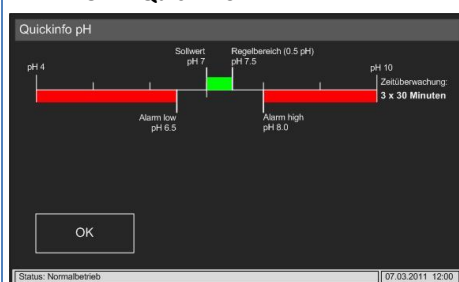 Quickinfo pH
Sollwert
pH 7
Regelbereich (0.5 pH)
pH 7.5
pH 4
pH 10
Zeitüberwachung:
3 x 30 Minuten
Alarm low
pH 6.5
Alarm high
pH 8.0
OK
Status: Normalbetrieb
07.03.2011 12:00